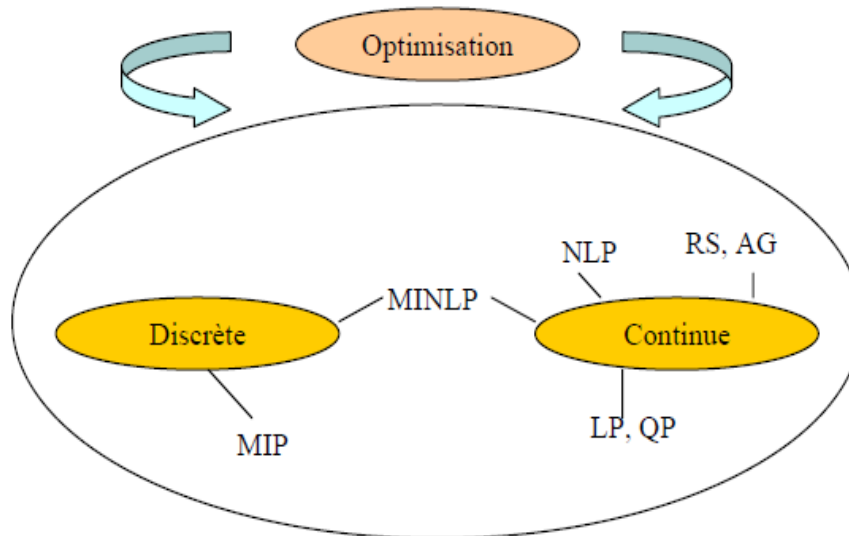 Optimisation
RS, AG
NLP
MINLP
Discrète
Continue
LP, QP
MIP